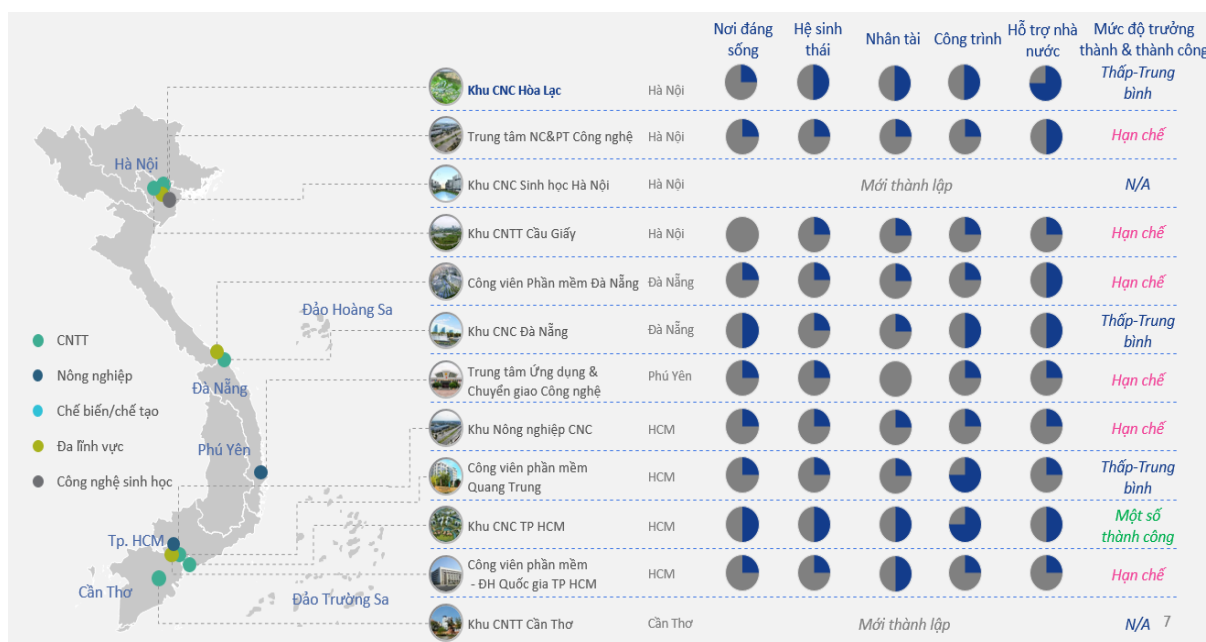 Nơi đáng
sống
Hệ sinh
thái
Nhân tài
Công trình
Hỗ trợ nhà
nước
Mức độ trưởng
thành & thành công
Khu CNC Hòa Lạc
Hà Nội
Thấp-Trung
bình
Trung tâm NC&PT Công nghệ
Hà Nội
Hạn chế
Khu CNC Sinh học Hà Nội
Hà Nội
Mới thành lập
N/A
Khu CNTT Cầu Giấy
Hà Nội
Hạn chế
Công viên Phần mềm Đà Nẵng
Đà Nẵng
Hạn chế
Khu CNC Đà Nẵng
Đà Nẵng
Thấp-Trung
bình
Trung tâm Ứng dụng &
Chuyển giao Công nghệ
Phú Yên
Hạn chế
Khu Nông nghiệp CNC
HCM
Hạn chế
Công viên phần mềm
Quang Trung
HCM
Thấp-Trung
bình
Khu CNC TP HCM
HCM
Một số
thành công
Công viên phần mềm
- ĐH Quốc gia TP HCM
HCM
Hạn chế
Khu CNTT Cần Thơ
Cần Thơ
Mới thành lập
N/A
7
Hà Nội
Đảo Hoàng Sa
Đà Nẵng
Phú Yên
Tp. HCM
Cần Thơ
Đảo Trường Sa
CNTT
Nông nghiệp
Chế biến/chế tạo
Đa lĩnh vực
Công nghệ sinh học